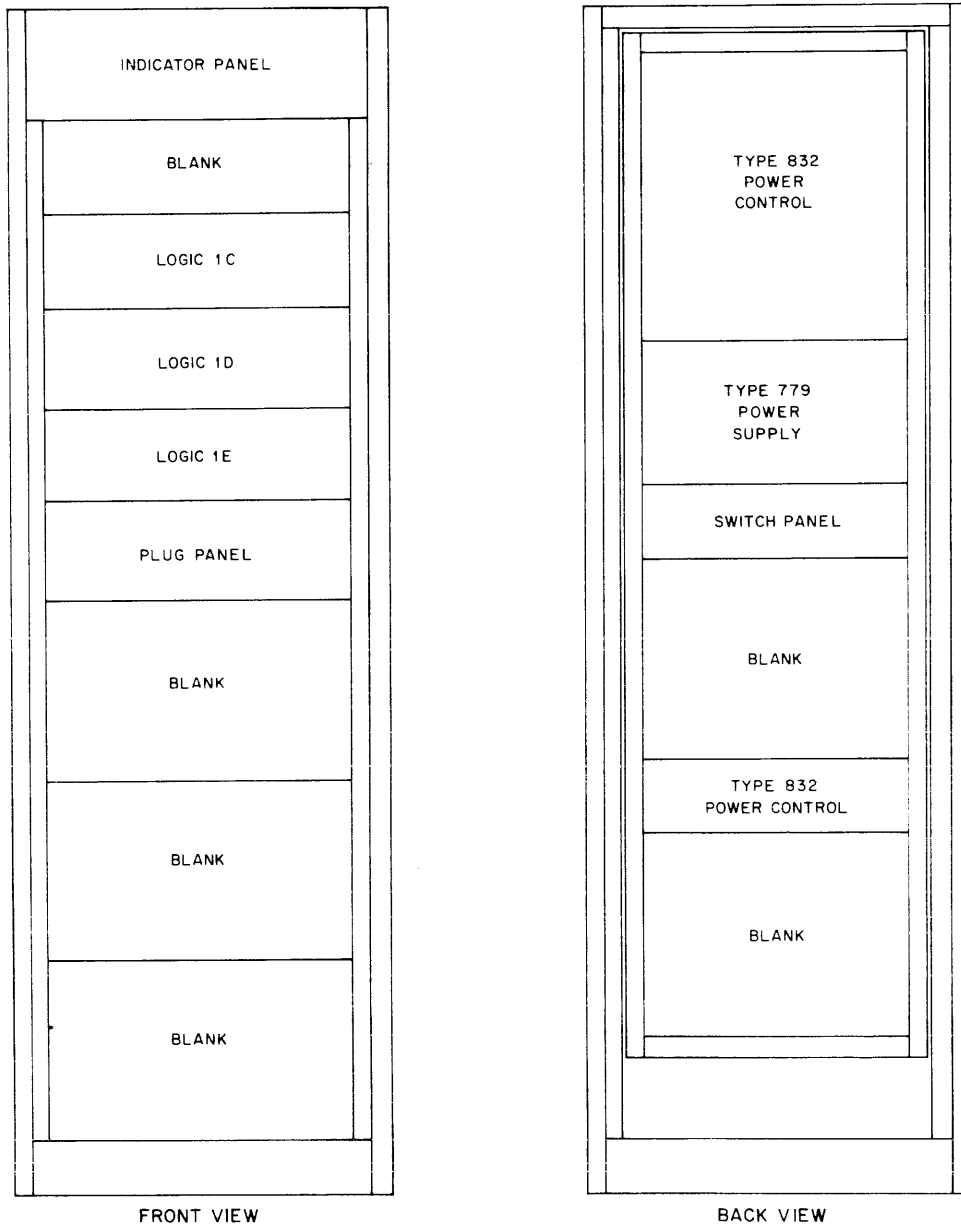 INDICATOR PANEL
BLANK
LOGIC 1C
LOGIC 1D
LOGIC 1E
PLUG PANEL
BLANK
BLANK
BLANK
FRONT VIEW
TYPE 832
POWER
CONTROL
TYPE 779
POWER
SUPPLY
SWITCH PANEL
BLANK
TYPE 832
POWER CONTROL
BLANK
BACK VIEW